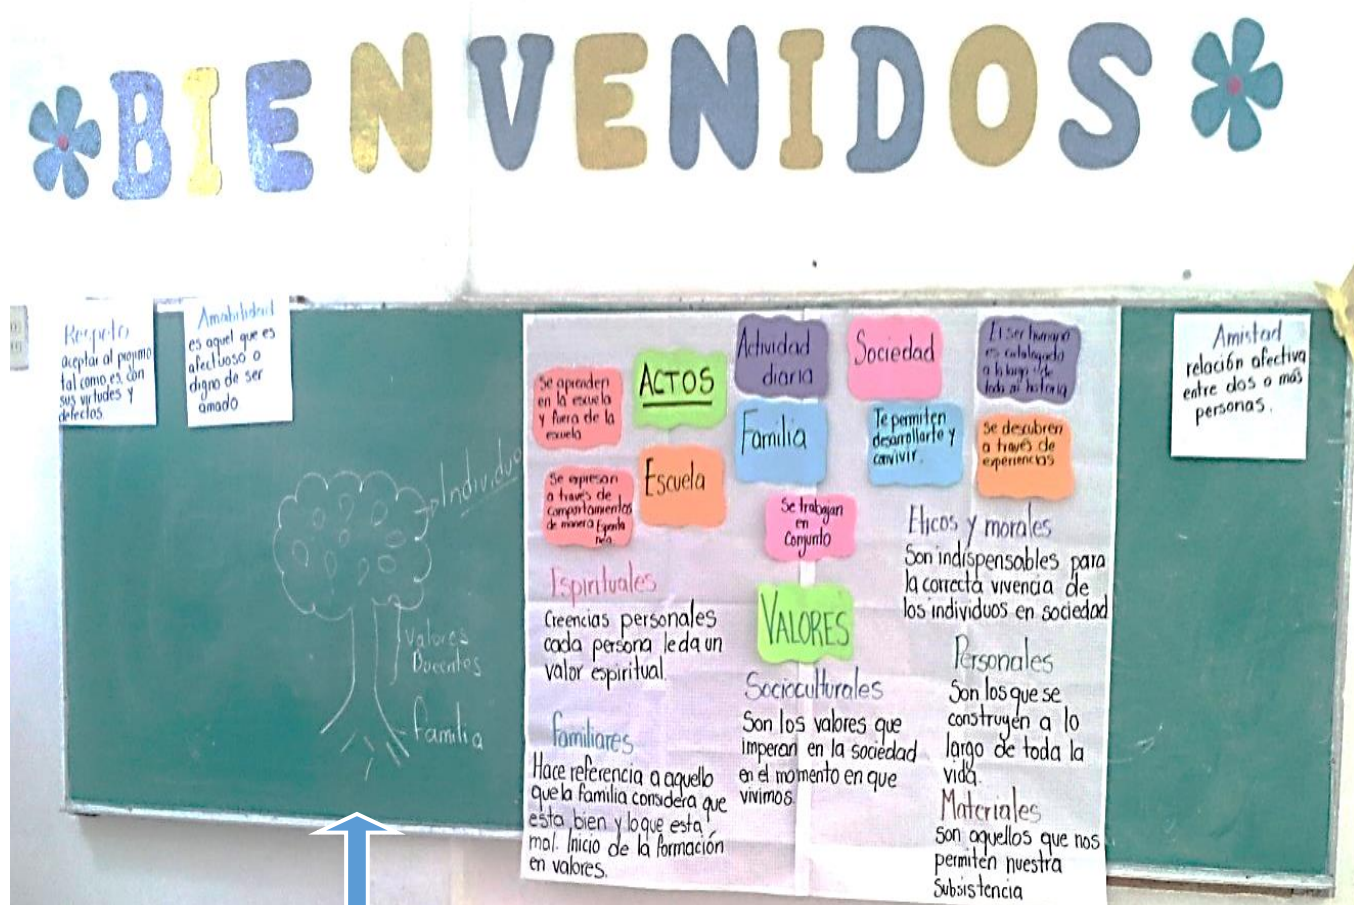 BIENVENIDOS
Respeto
aceptar al projimo
tal como es, con
sus virtudes y
defectos
Amabilidad
es aquel que es
afectuoso o
digno de ser
amado
Individuo
Valores
Docentes
familia
Se aprenden
en la escuela
y fuera de la
escuela
ACTOS
Actividad
diaria
Sociedad
El ser humano
es catalogado
a lo largo de
toda su historia
Familia
Te permiten
desarrollarte y
convivir.
Se descubren
a través de
experiencias
Se expresan
a través de
comportamientos
de manera Esponta
nea
Escuela
Se trabajan
en
Conjunto
VALORES
Espirituales
Creencias personales
cada persona le da un
valor espiritual.
familiares
Hace referencia a aquello
que la familia considera que
esta bien y lo que esta
mal. Inicio de la formación
en valores.
Socioculturales
Son los valores que
imperan en la sociedad
en el momento en que
vivimos.
Eticos y morales
Son indispensables para
la correcta vivencia de
los individuos en sociedad
Personales
Son los que se
construyen a lo
largo de toda la
vida.
Materiales
Son aquellos que nos
permiten nuestra
Subsistencia
Amistad
relación afectiva
entre dos o más
personas.